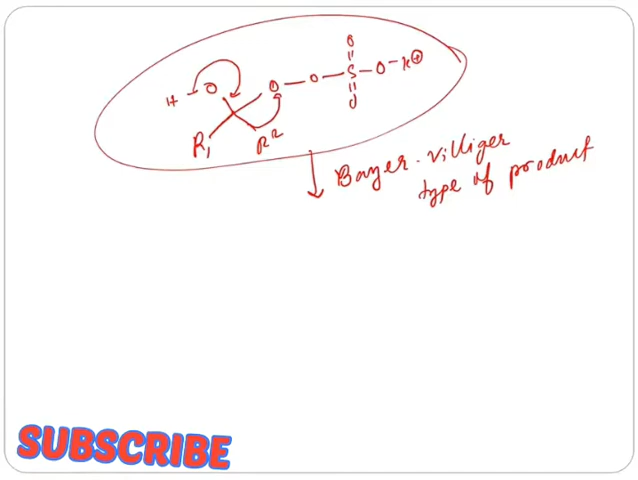 O
H - O O - O - S - O - K⊕
O
R1 R2
Bayer-villiger
type of product
SUBSCRIBE